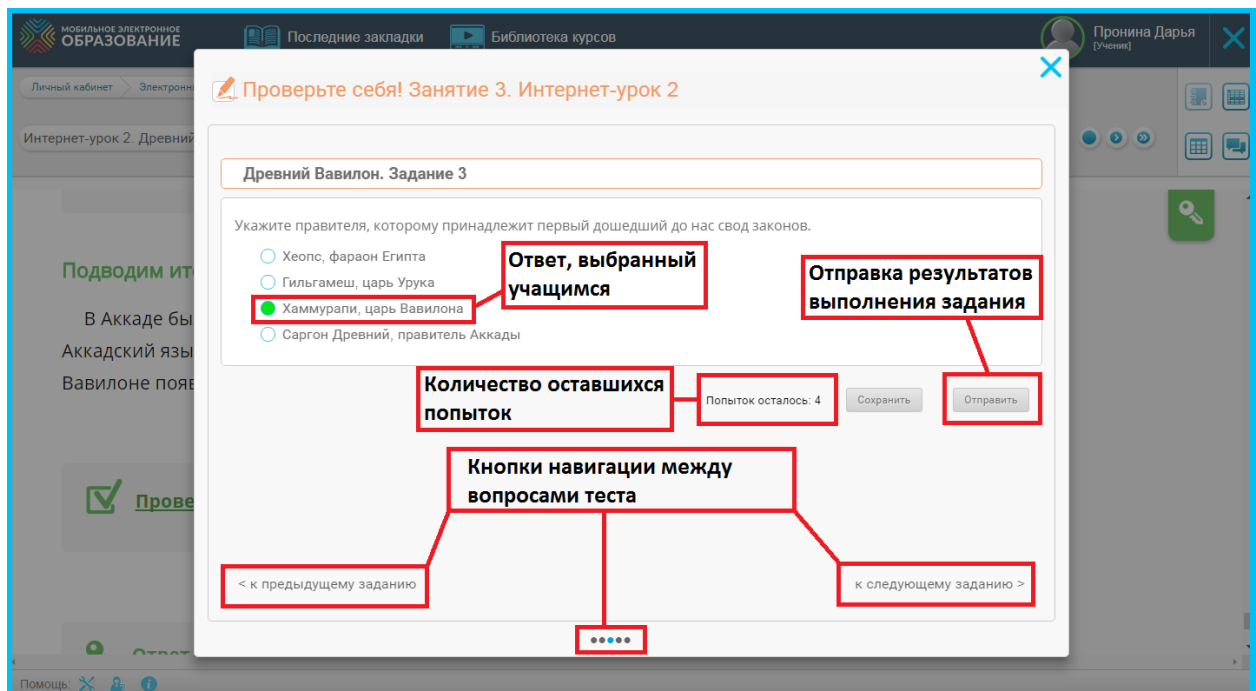 МОБИЛЬНОЕ ЭЛЕКТРОННОЕ
ОБРАЗОВАНИЕ
Последние закладки
Библиотека курсов
Пронина Дарья
[Ученик]
Личный кабинет
Электронн
Интернет-урок 2. Древний
Проверьте себя! Занятие 3. Интернет-урок 2
Древний Вавилон. Задание 3
Укажите правителя, которому принадлежит первый дошедший до нас свод законов.
Хеопс, фараон Египта
Гильгамеш, царь Урука
Хаммурапи, царь Вавилона
Саргон Древний, правитель Аккады
Ответ, выбранный
учащимся
Отправка результатов
выполнения задания
Количество оставшихся
попыток
Попыток осталось: 4
Сохранить
Отправить
Кнопки навигации между
вопросами теста
< к предыдущему заданию
к следующему заданию >
Подводим ит
В Аккаде бы
Аккадский язы
Вавилоне появ
Прове
Ответ
Помощь: